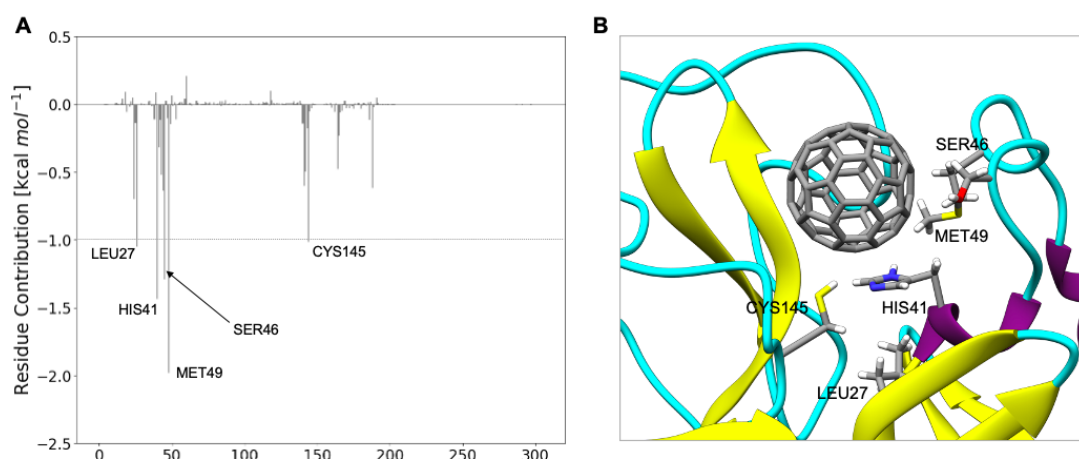 A
Residue Contribution [kcal mol⁻¹]
0.5
0.0
−0.5
−1.0
−1.5
−2.0
−2.5
0
50
100
150
200
250
300
LEU27
CYS145
HIS41
SER46
MET49
B
SER46
MET49
CYS145
HIS41
LEU27